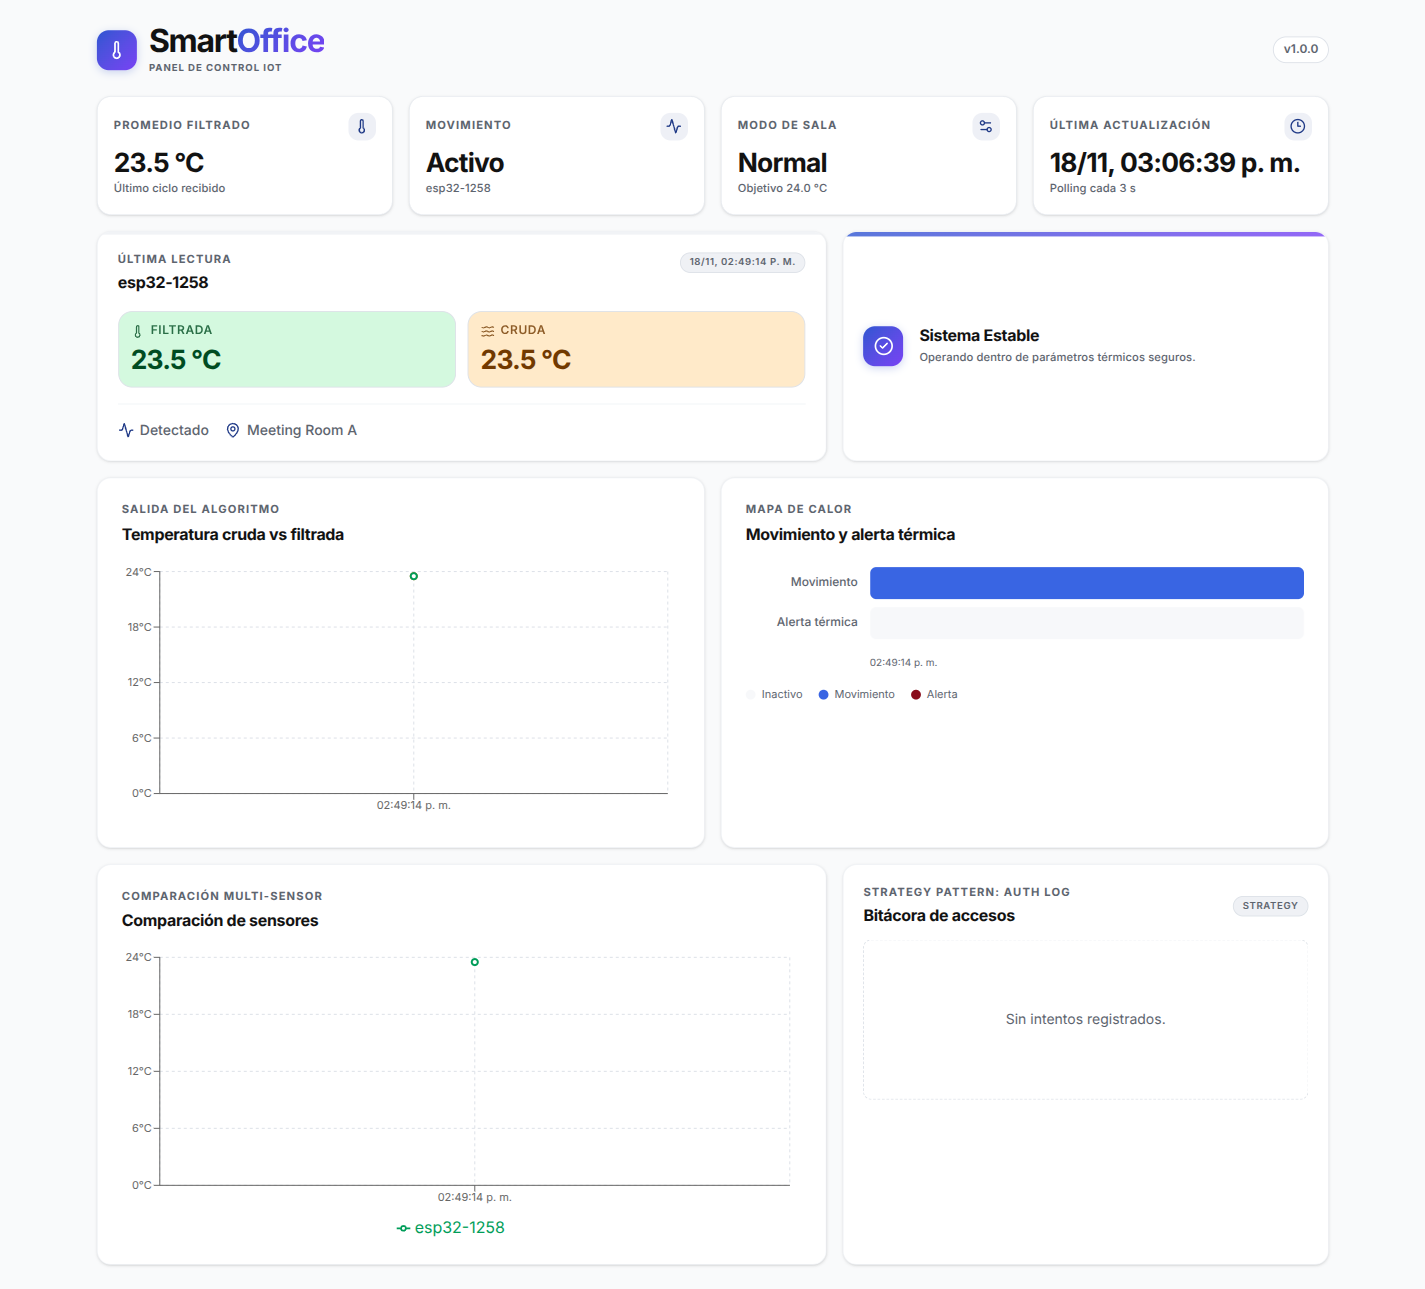 SmartOffice
PANEL DE CONTROL IOT
v1.0.0
PROMEDIO FILTRADO
23.5 °C
Último ciclo recibido
MOVIMIENTO
Activo
esp32-1258
MODO DE SALA
Normal
Objetivo 24.0 °C
ÚLTIMA ACTUALIZACIÓN
18/11, 03:06:39 p. m.
Polling cada 3 s
ÚLTIMA LECTURA
esp32-1258
18/11, 02:49:14 P. M.
FILTRADA
23.5 °C
CRUDA
23.5 °C
Detectado
Meeting Room A
Sistema Estable
Operando dentro de parámetros térmicos seguros.
SALIDA DEL ALGORITMO
Temperatura cruda vs filtrada
24°C
18°C
12°C
6°C
0°C
02:49:14 p. m.
MAPA DE CALOR
Movimiento y alerta térmica
Movimiento
Alerta térmica
02:49:14 p. m.
Inactivo
Movimiento
Alerta
COMPARACIÓN MULTI-SENSOR
Comparación de sensores
24°C
18°C
12°C
6°C
0°C
02:49:14 p. m.
esp32-1258
STRATEGY PATTERN: AUTH LOG
Bitácora de accesos
STRATEGY
Sin intentos registrados.